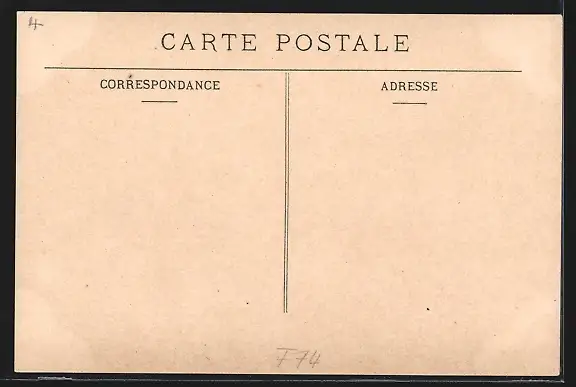 4
CARTE POSTALE
CORRESPONDANCE
ADRESSE
F74